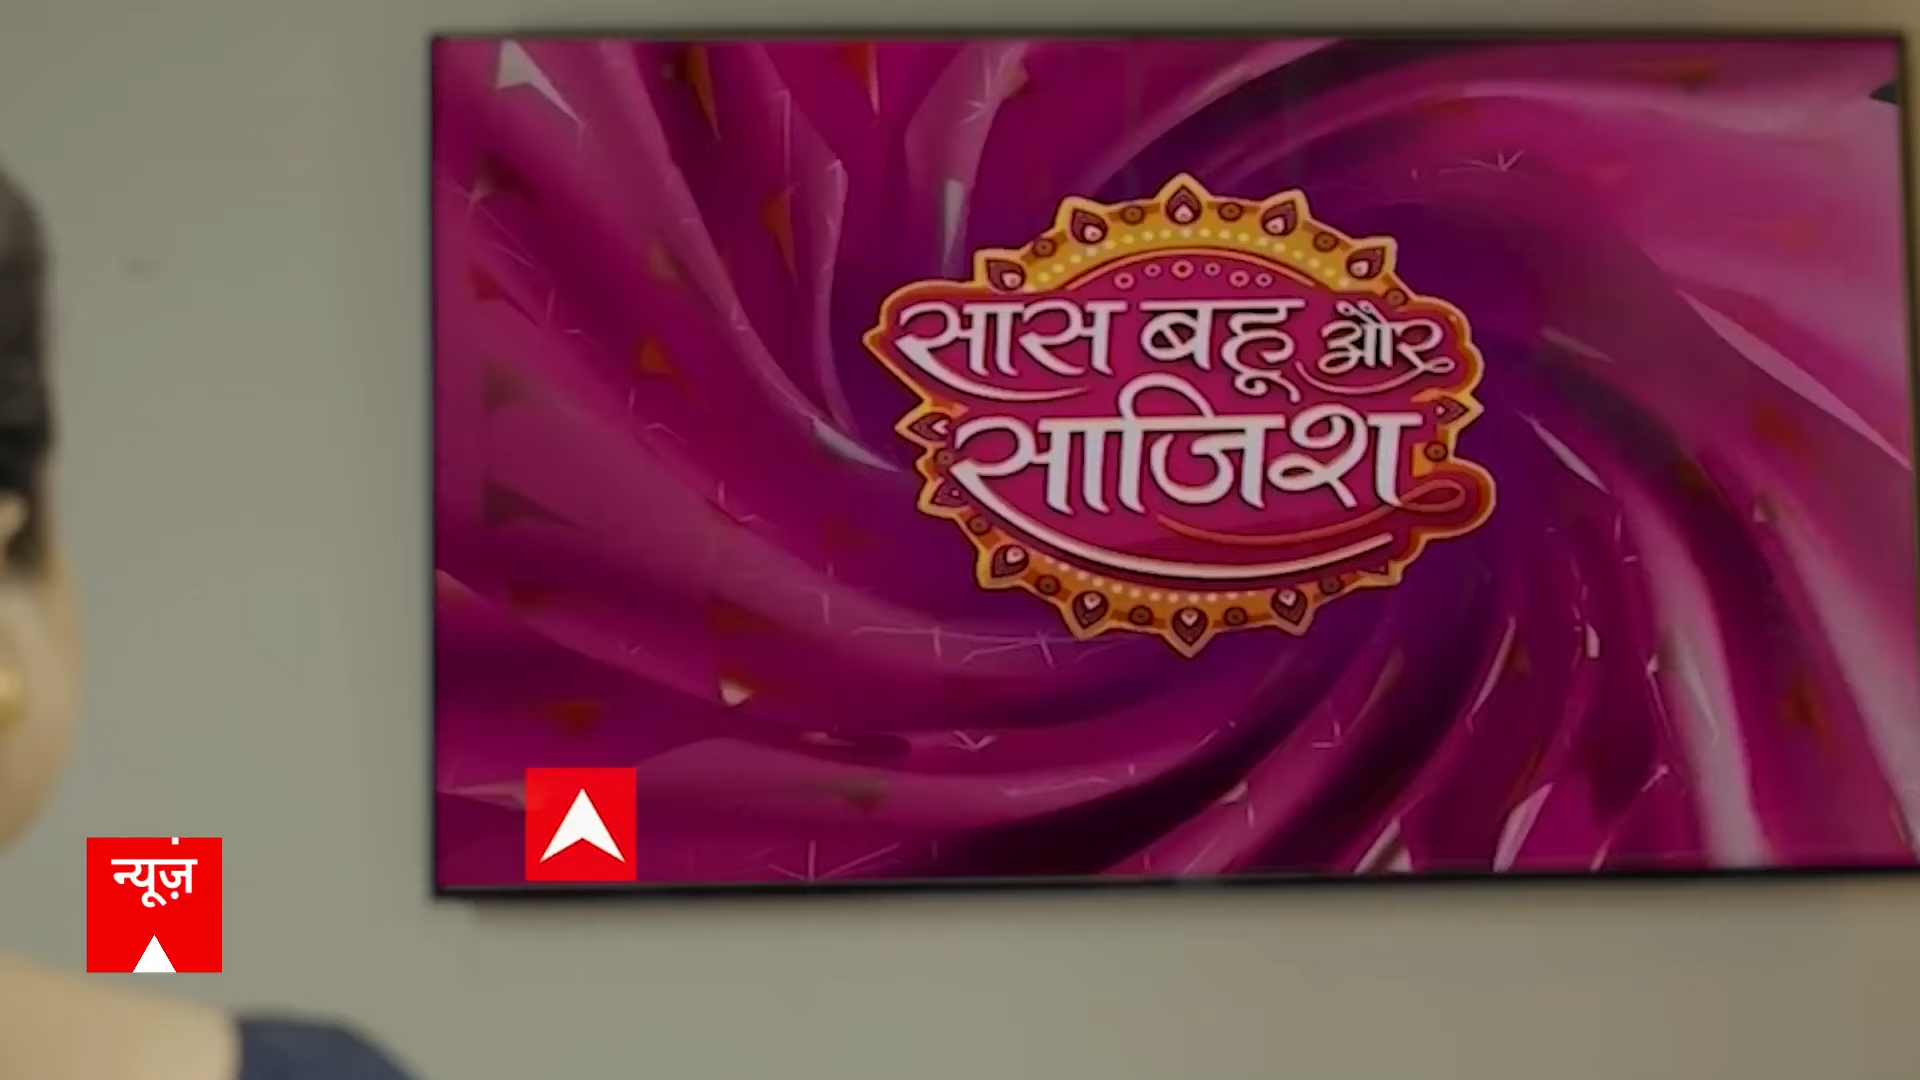 सास बहू और
साजिश
न्यूज़